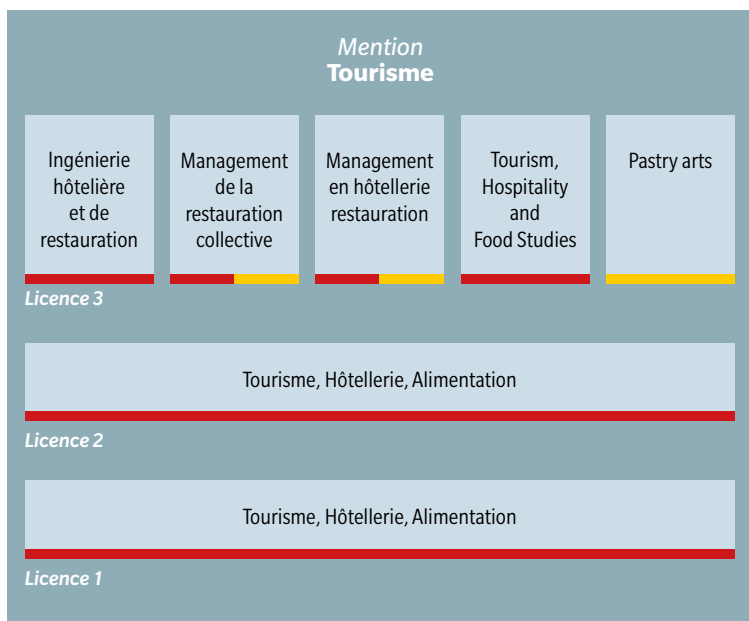 Mention
Tourisme
Ingénierie
hôtelière
et de
restauration
Management
de la
restauration
collective
Management
en hôtellerie
restauration
Tourism,
Hospitality
and
Food Studies
Pastry arts
Licence 3
Tourisme, Hôtellerie, Alimentation
Licence 2
Tourisme, Hôtellerie, Alimentation
Licence 1